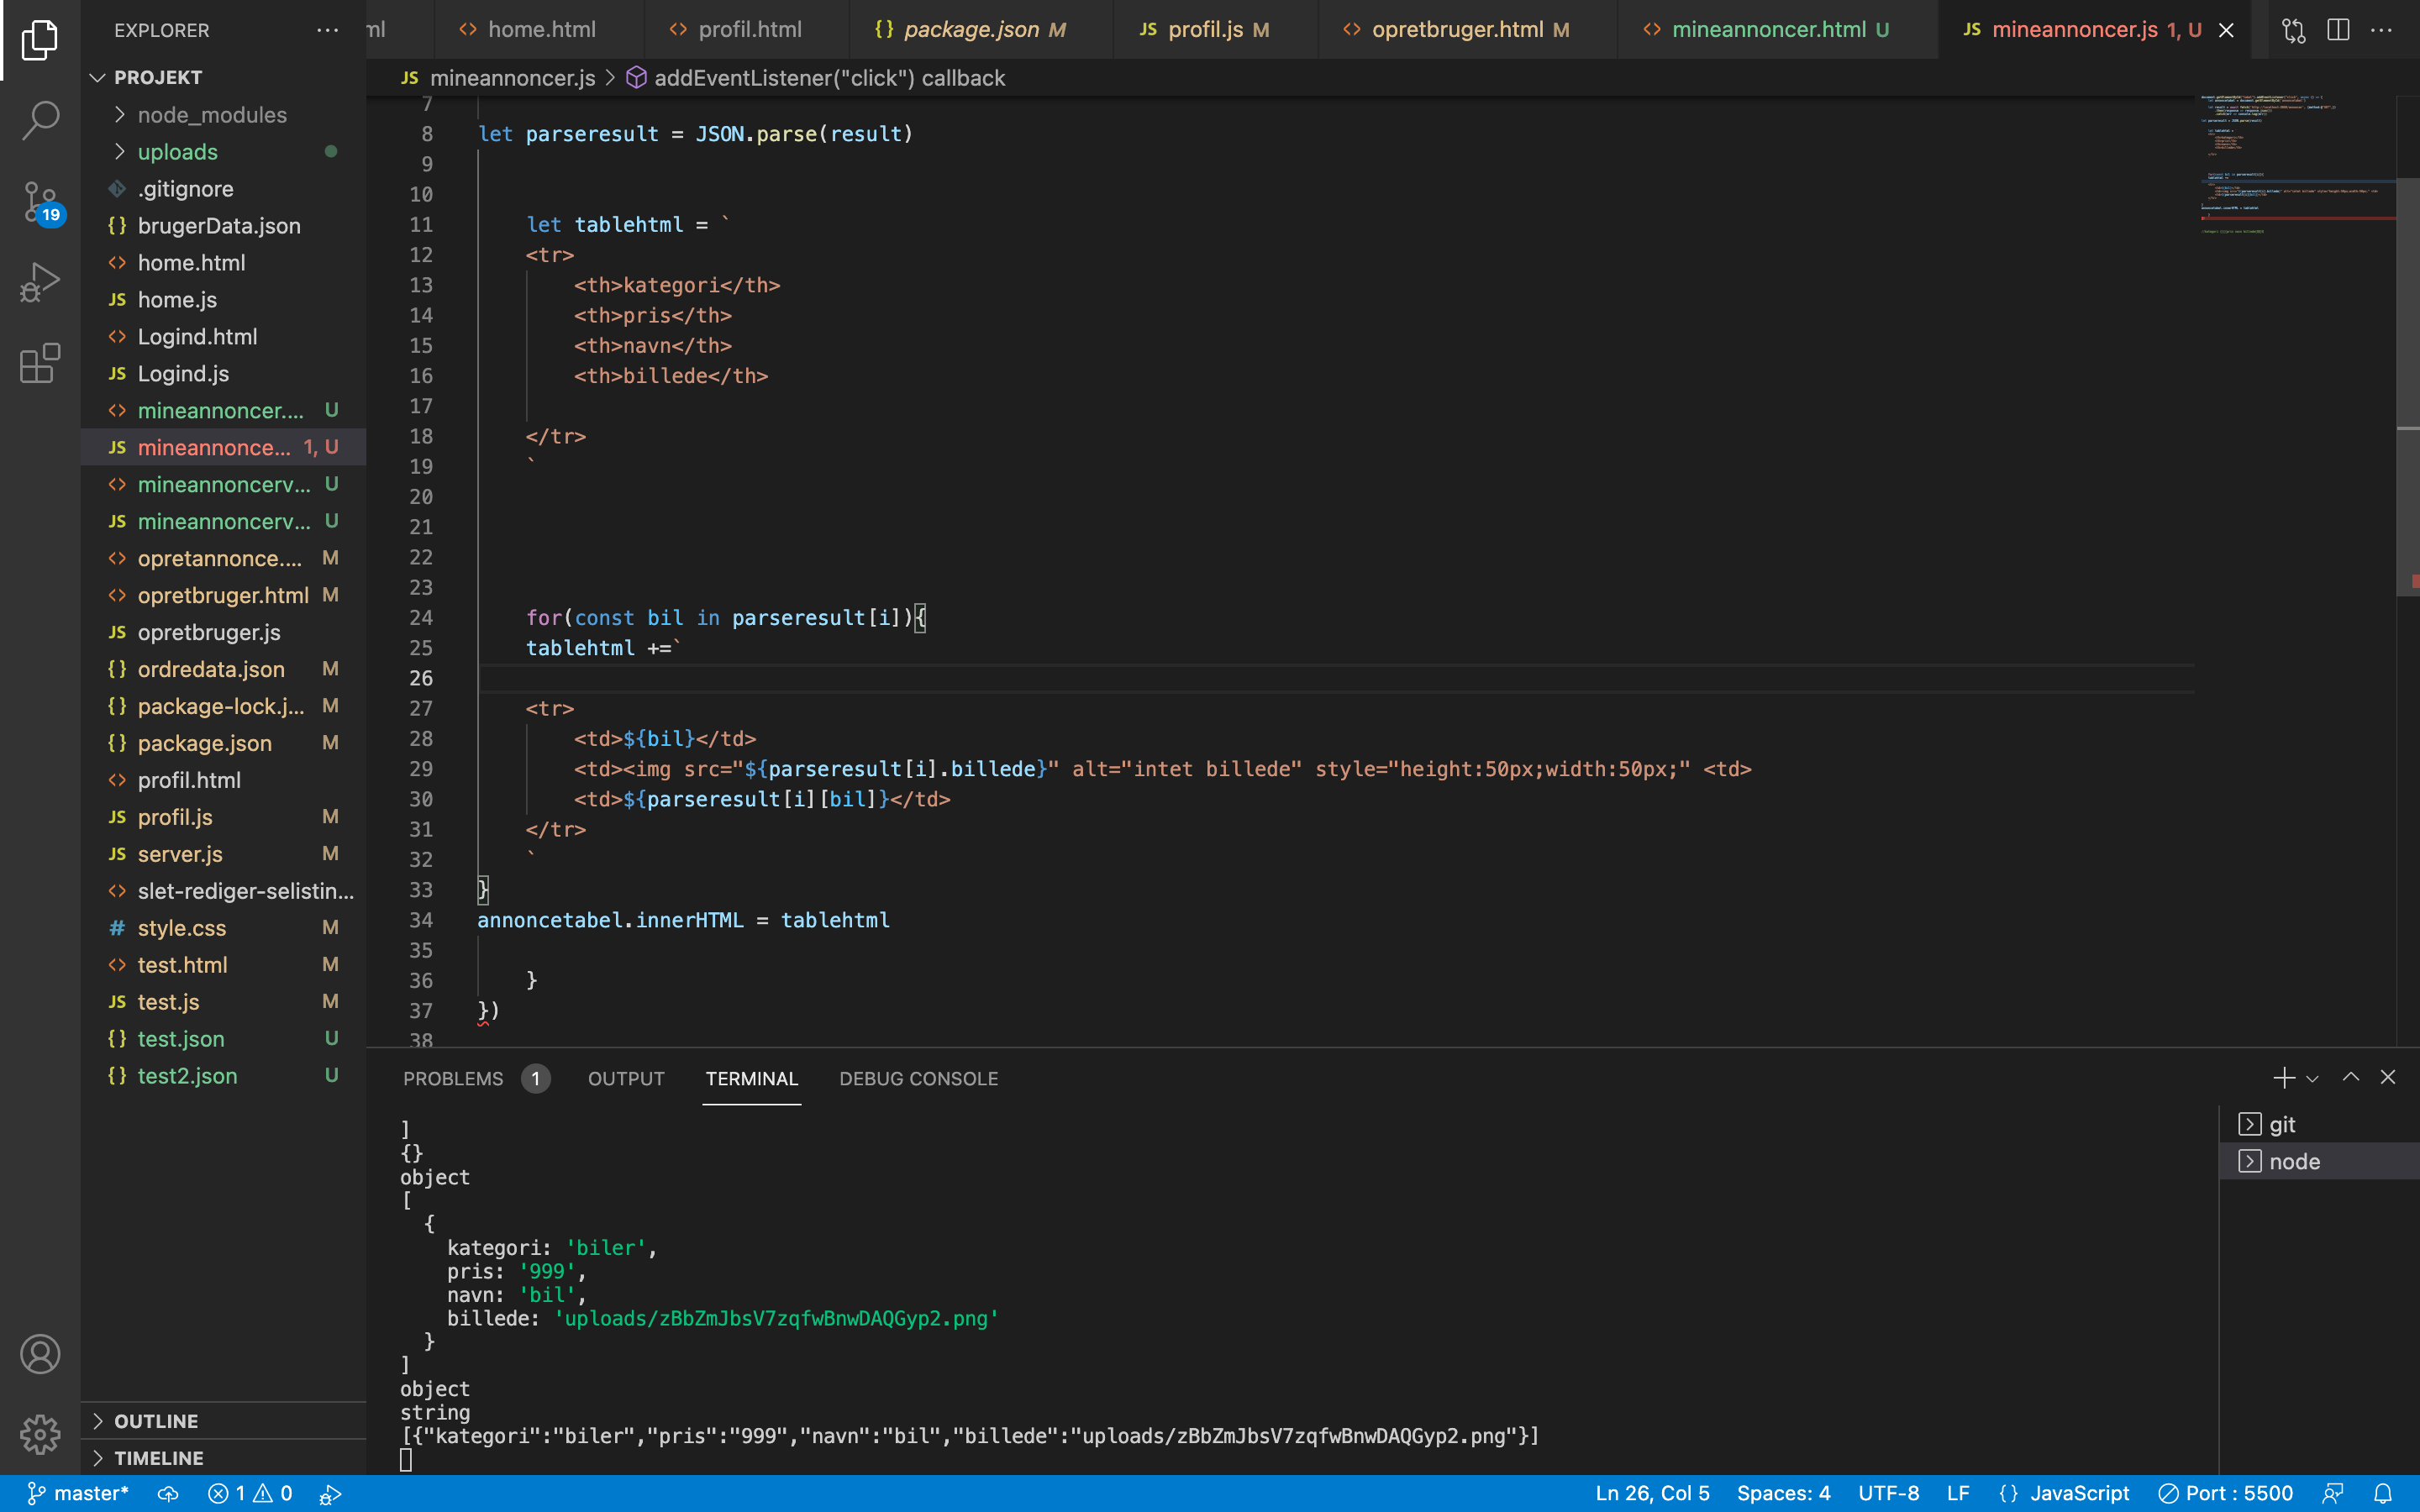 EXPLORER
ml
home.html
profil.html
package.json M
profil.js M
opretbruger.html M
mineannoncer.html U
mineannoncer.js 1, U
JS mineannoncer.js > addEventListener("click") callback
PROJEKT
node_modules
uploads
.gitignore
brugerData.json
home.html
home.js
Logind.html
Logind.js
mineannoncer.... U
mineannonce... 1, U
mineannoncerv... U
mineannoncerv... U
opretannonce.... M
opretbruger.html M
opretbruger.js
ordredata.json M
package-lock.j... M
package.json M
profil.html
profil.js M
server.js M
slet-rediger-selistin...
style.css M
test.html M
test.js M
test.json U
test2.json U
OUTLINE
TIMELINE
19
7
8 let parseresult = JSON.parse(result)
9
10
11 let tablehtml = `
12 <tr>
13 <th>kategori</th>
14 <th>pris</th>
15 <th>navn</th>
16 <th>billede</th>
17
18 </tr>
19 `
20
21
22
23
24 for(const bil in parseresult[i]){
25 tablehtml +=`
26
27 <tr>
28 <td>${bil}</td>
29 <td><img src="${parseresult[i].billede}" alt="intet billede" style="height:50px;width:50px;" <td>
30 <td>${parseresult[i][bil]}</td>
31 </tr>
32 `
33 }
34 annoncetabel.innerHTML = tablehtml
35
36 }
37 })
38
PROBLEMS 1 OUTPUT TERMINAL DEBUG CONSOLE
]
{}
object
[
{
kategori: 'biler',
pris: '999',
navn: 'bil',
billede: 'uploads/zBbZmJbsV7zqfwBnwDAQGyp2.png'
}
]
object
string
[{"kategori":"biler","pris":"999","navn":"bil","billede":"uploads/zBbZmJbsV7zqfwBnwDAQGyp2.png"}]
git
node
master* 1 0 Ln 26, Col 5 Spaces: 4 UTF-8 LF {} JavaScript Port : 5500